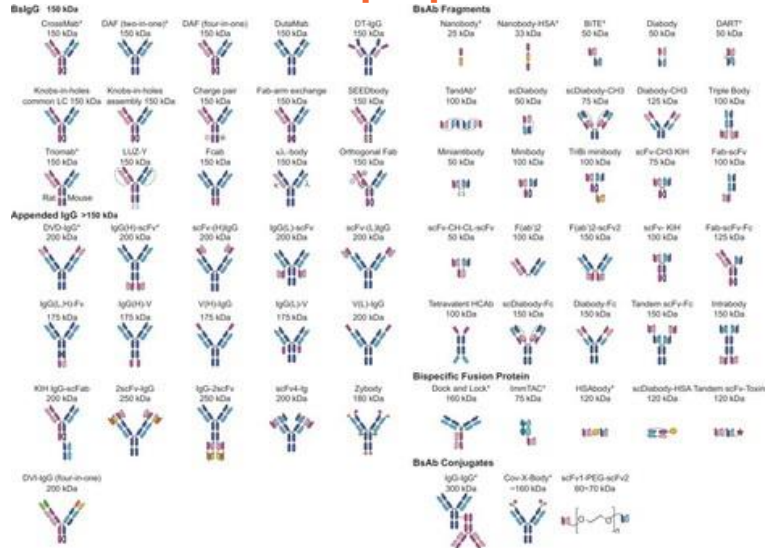 BsIgG 150 kDa
CrossMab* DAF (two-in-one)* DAF (four-in-one) DutaMab DT-IgG
150 kDa 150 kDa 150 kDa 150 kDa 150 kDa
Knobs-in-holes Knobs-in-holes Charge pair Fab-arm exchange SEEDbody
common LC 150 kDa assembly 150 kDa 150 kDa 150 kDa 150 kDa
Triomab* LUZ-Y Fcab κλ-body Orthogonal Fab
150 kDa 150 kDa 150 kDa 150 kDa 150 kDa
Rat Mouse
Appended IgG >150 kDa
DVD-IgG* IgG(H)-scFv* scFv-(H)IgG IgG(L)-scFv scFv-(L)IgG
200 kDa 200 kDa 200 kDa 200 kDa 200 kDa
IgG(L,H)-Fv IgG(H)-V V(H)-IgG IgG(L)-V V(L)-IgG
175 kDa 175 kDa 175 kDa 175 kDa 200 kDa
KIH IgG-scFab 2scFv-IgG IgG-2scFv scFv4-Ig Zybody
200 kDa 250 kDa 250 kDa 200 kDa 180 kDa
DVI-IgG (four-in-one)
200 kDa
BsAb Fragments
Nanobody* Nanobody-HSA* BiTE* Diabody DART*
25 kDa 33 kDa 50 kDa 50 kDa 50 kDa
TandAb* scDiabody scDiabody-CH3 Diabody-CH3 Triple Body
100 kDa 50 kDa 75 kDa 125 kDa 100 kDa
Miniantibody Minibody TriBi minibody scFv-CH3 KIH Fab-scFv
50 kDa 100 kDa 100 kDa 75 kDa 100 kDa
scFv-CH-CL-scFv F(ab')2 F(ab')2-scFv2 scFv- KIH Fab-scFv-Fc
50 kDa 100 kDa 150 kDa 100 kDa 125 kDa
Tetravalent HCAb scDiabody-Fc Diabody-Fc Tandem scFv-Fc Intrabody
100 kDa 150 kDa 150 kDa 150 kDa 150 kDa
Bispecific Fusion Protein
Dock and Lock* ImmTAC* HSAbody* scDiabody-HSA Tandem scFv-Toxin
160 kDa 75 kDa 120 kDa 120 kDa 120 kDa
BsAb Conjugates
IgG-IgG* Cov-X-Body* scFv1-PEG-scFv2
300 kDa ~160 kDa 60~70 kDa
O O n